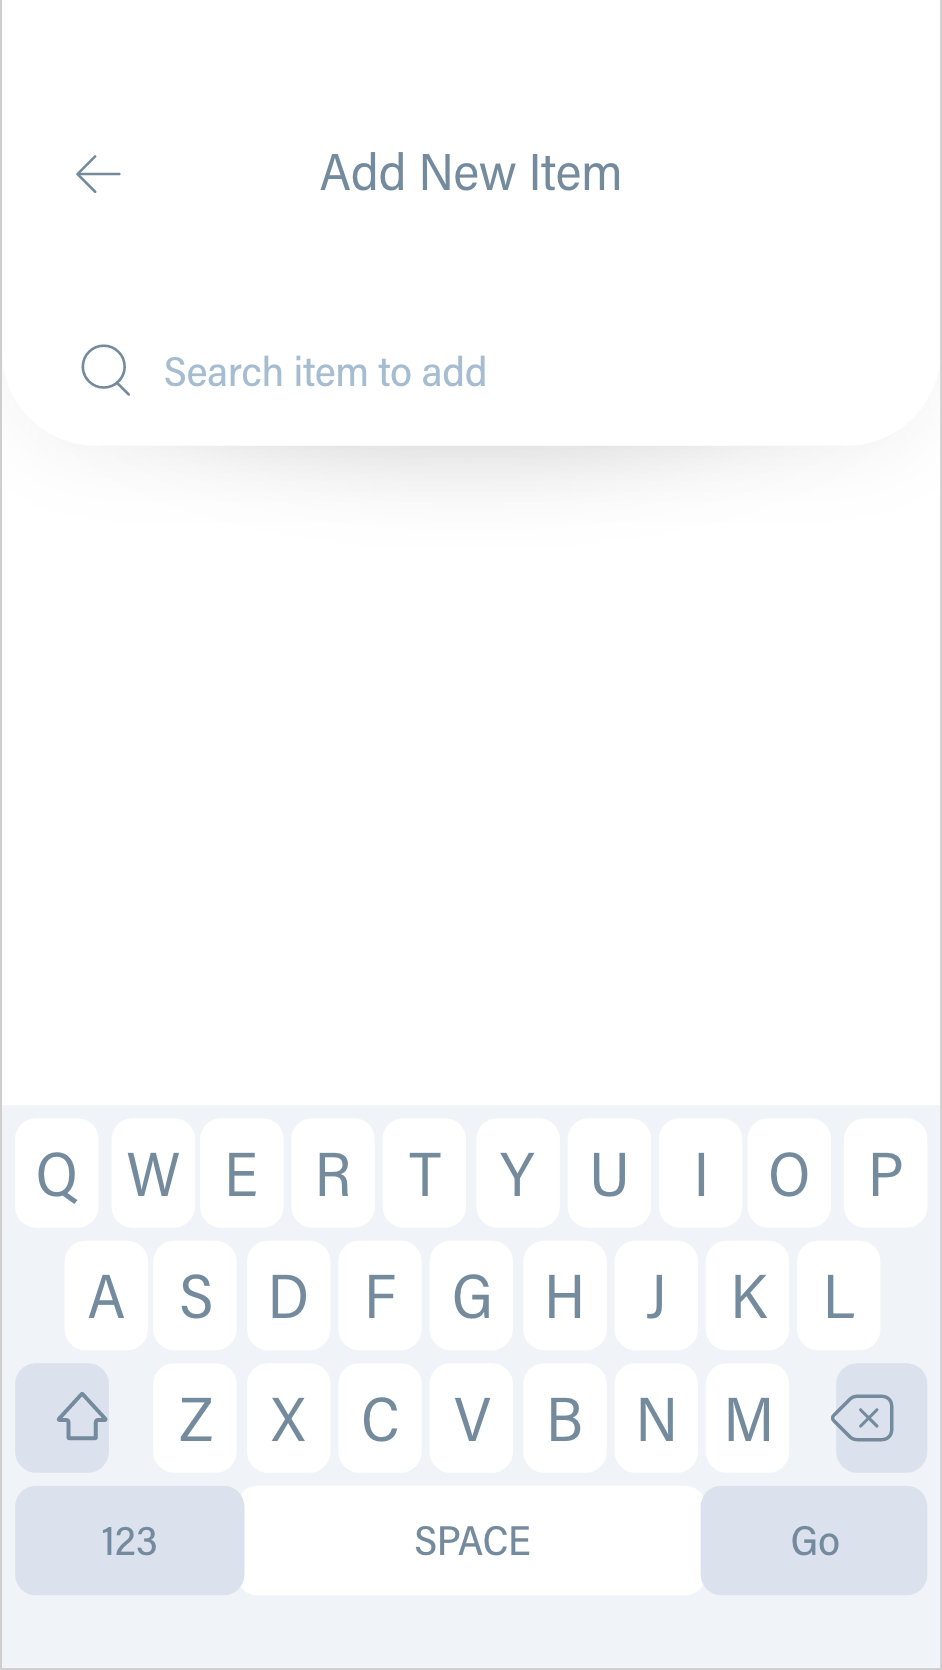 Add New Item
Search item to add
Q W E R T Y U I O P
A S D F G H J K L
Z X C V B N M
123 SPACE Go